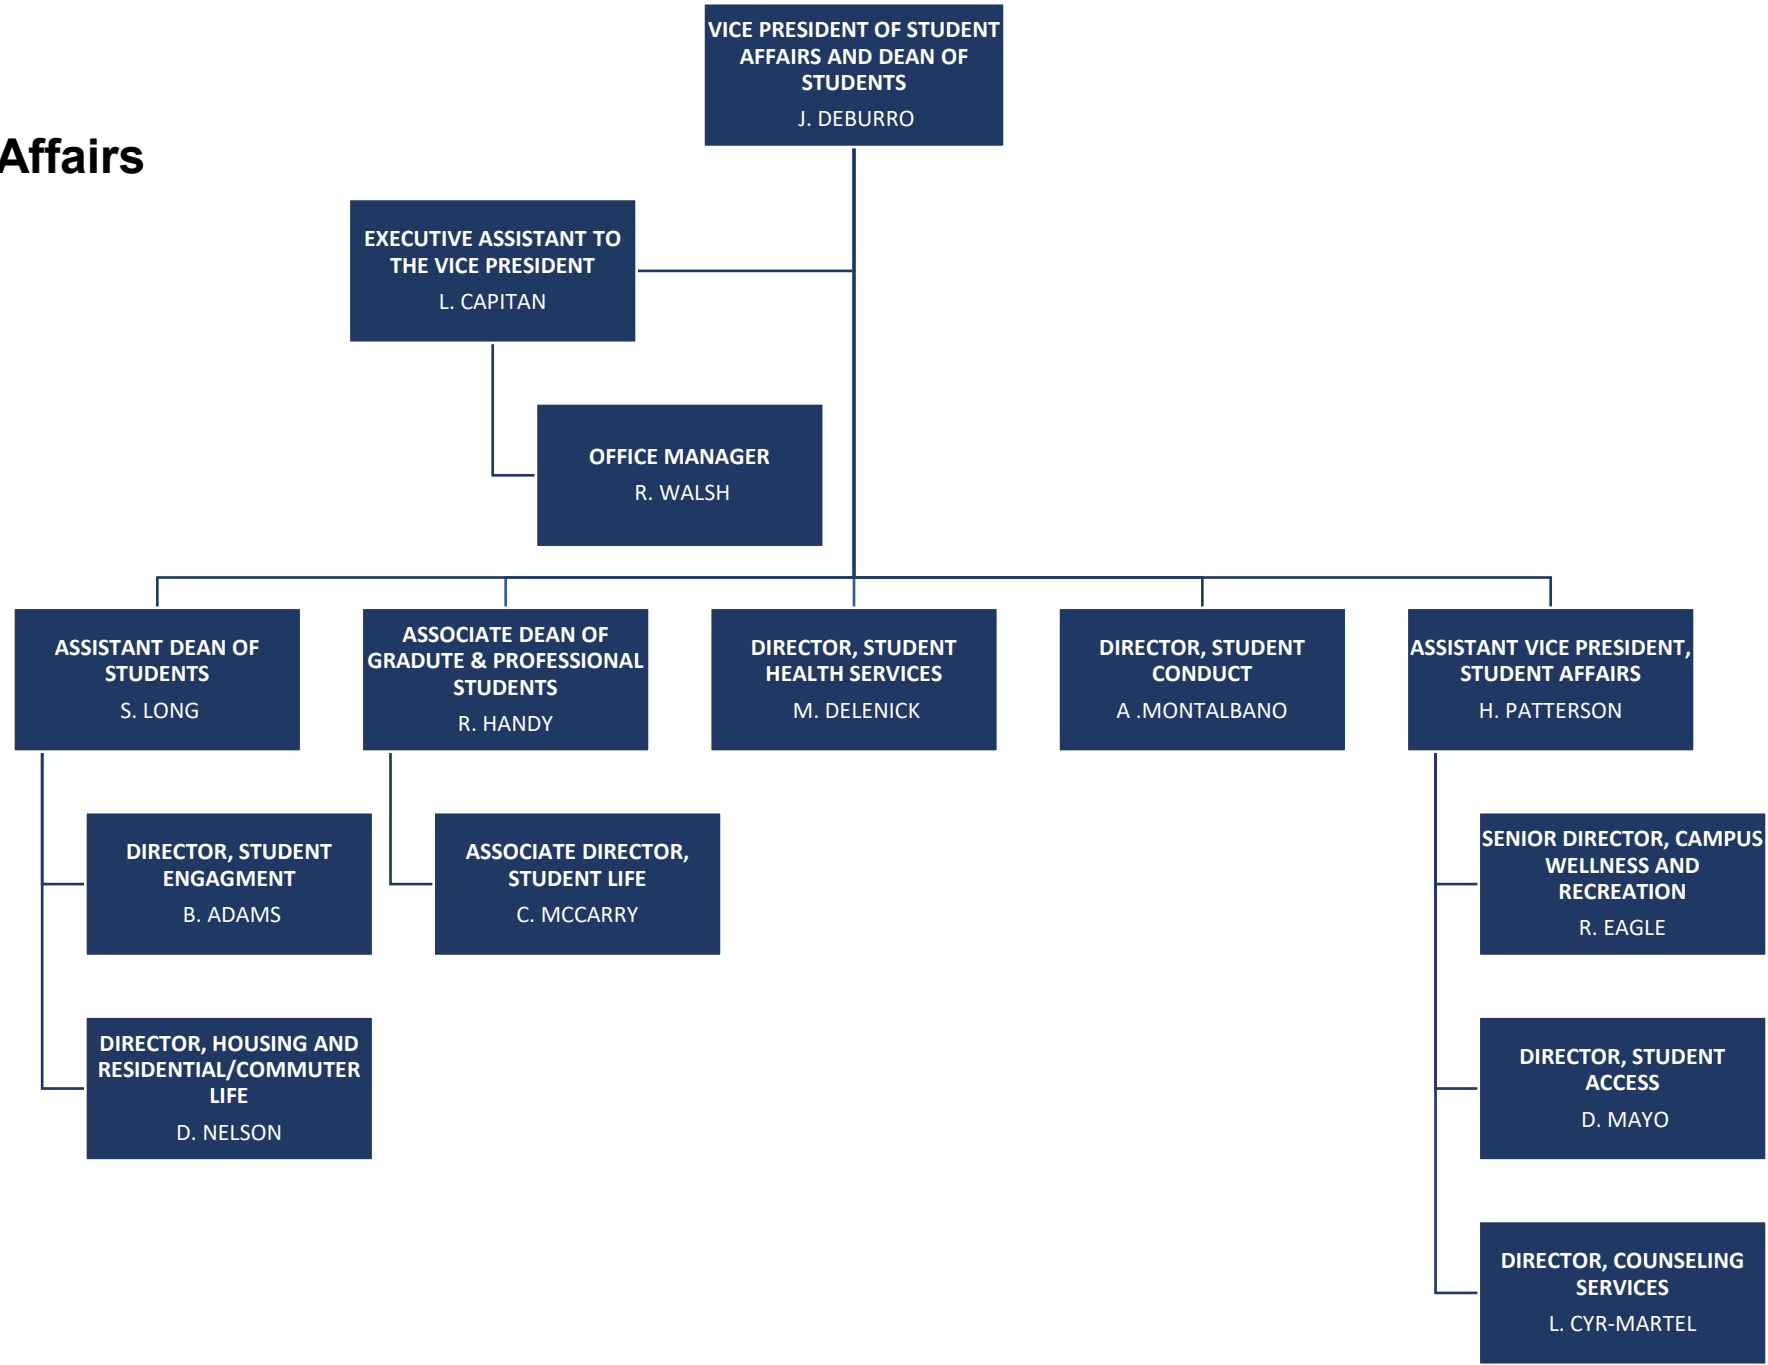 VICE PRESIDENT OF STUDENT
AFFAIRS AND DEAN OF
STUDENTS
J. DEBURRO
Affairs
EXECUTIVE ASSISTANT TO
THE VICE PRESIDENT
L. CAPITAN
OFFICE MANAGER
R. WALSH
ASSISTANT DEAN OF
STUDENTS
S. LONG
ASSOCIATE DEAN OF
GRADUTE & PROFESSIONAL
STUDENTS
R. HANDY
DIRECTOR, STUDENT
HEALTH SERVICES
M. DELENICK
DIRECTOR, STUDENT
CONDUCT
A .MONTALBANO
ASSISTANT VICE PRESIDENT,
STUDENT AFFAIRS
H. PATTERSON
DIRECTOR, STUDENT
ENGAGMENT
B. ADAMS
ASSOCIATE DIRECTOR,
STUDENT LIFE
C. MCCARRY
SENIOR DIRECTOR, CAMPUS
WELLNESS AND
RECREATION
R. EAGLE
DIRECTOR, HOUSING AND
RESIDENTIAL/COMMUTER
LIFE
D. NELSON
DIRECTOR, STUDENT
ACCESS
D. MAYO
DIRECTOR, COUNSELING
SERVICES
L. CYR-MARTEL